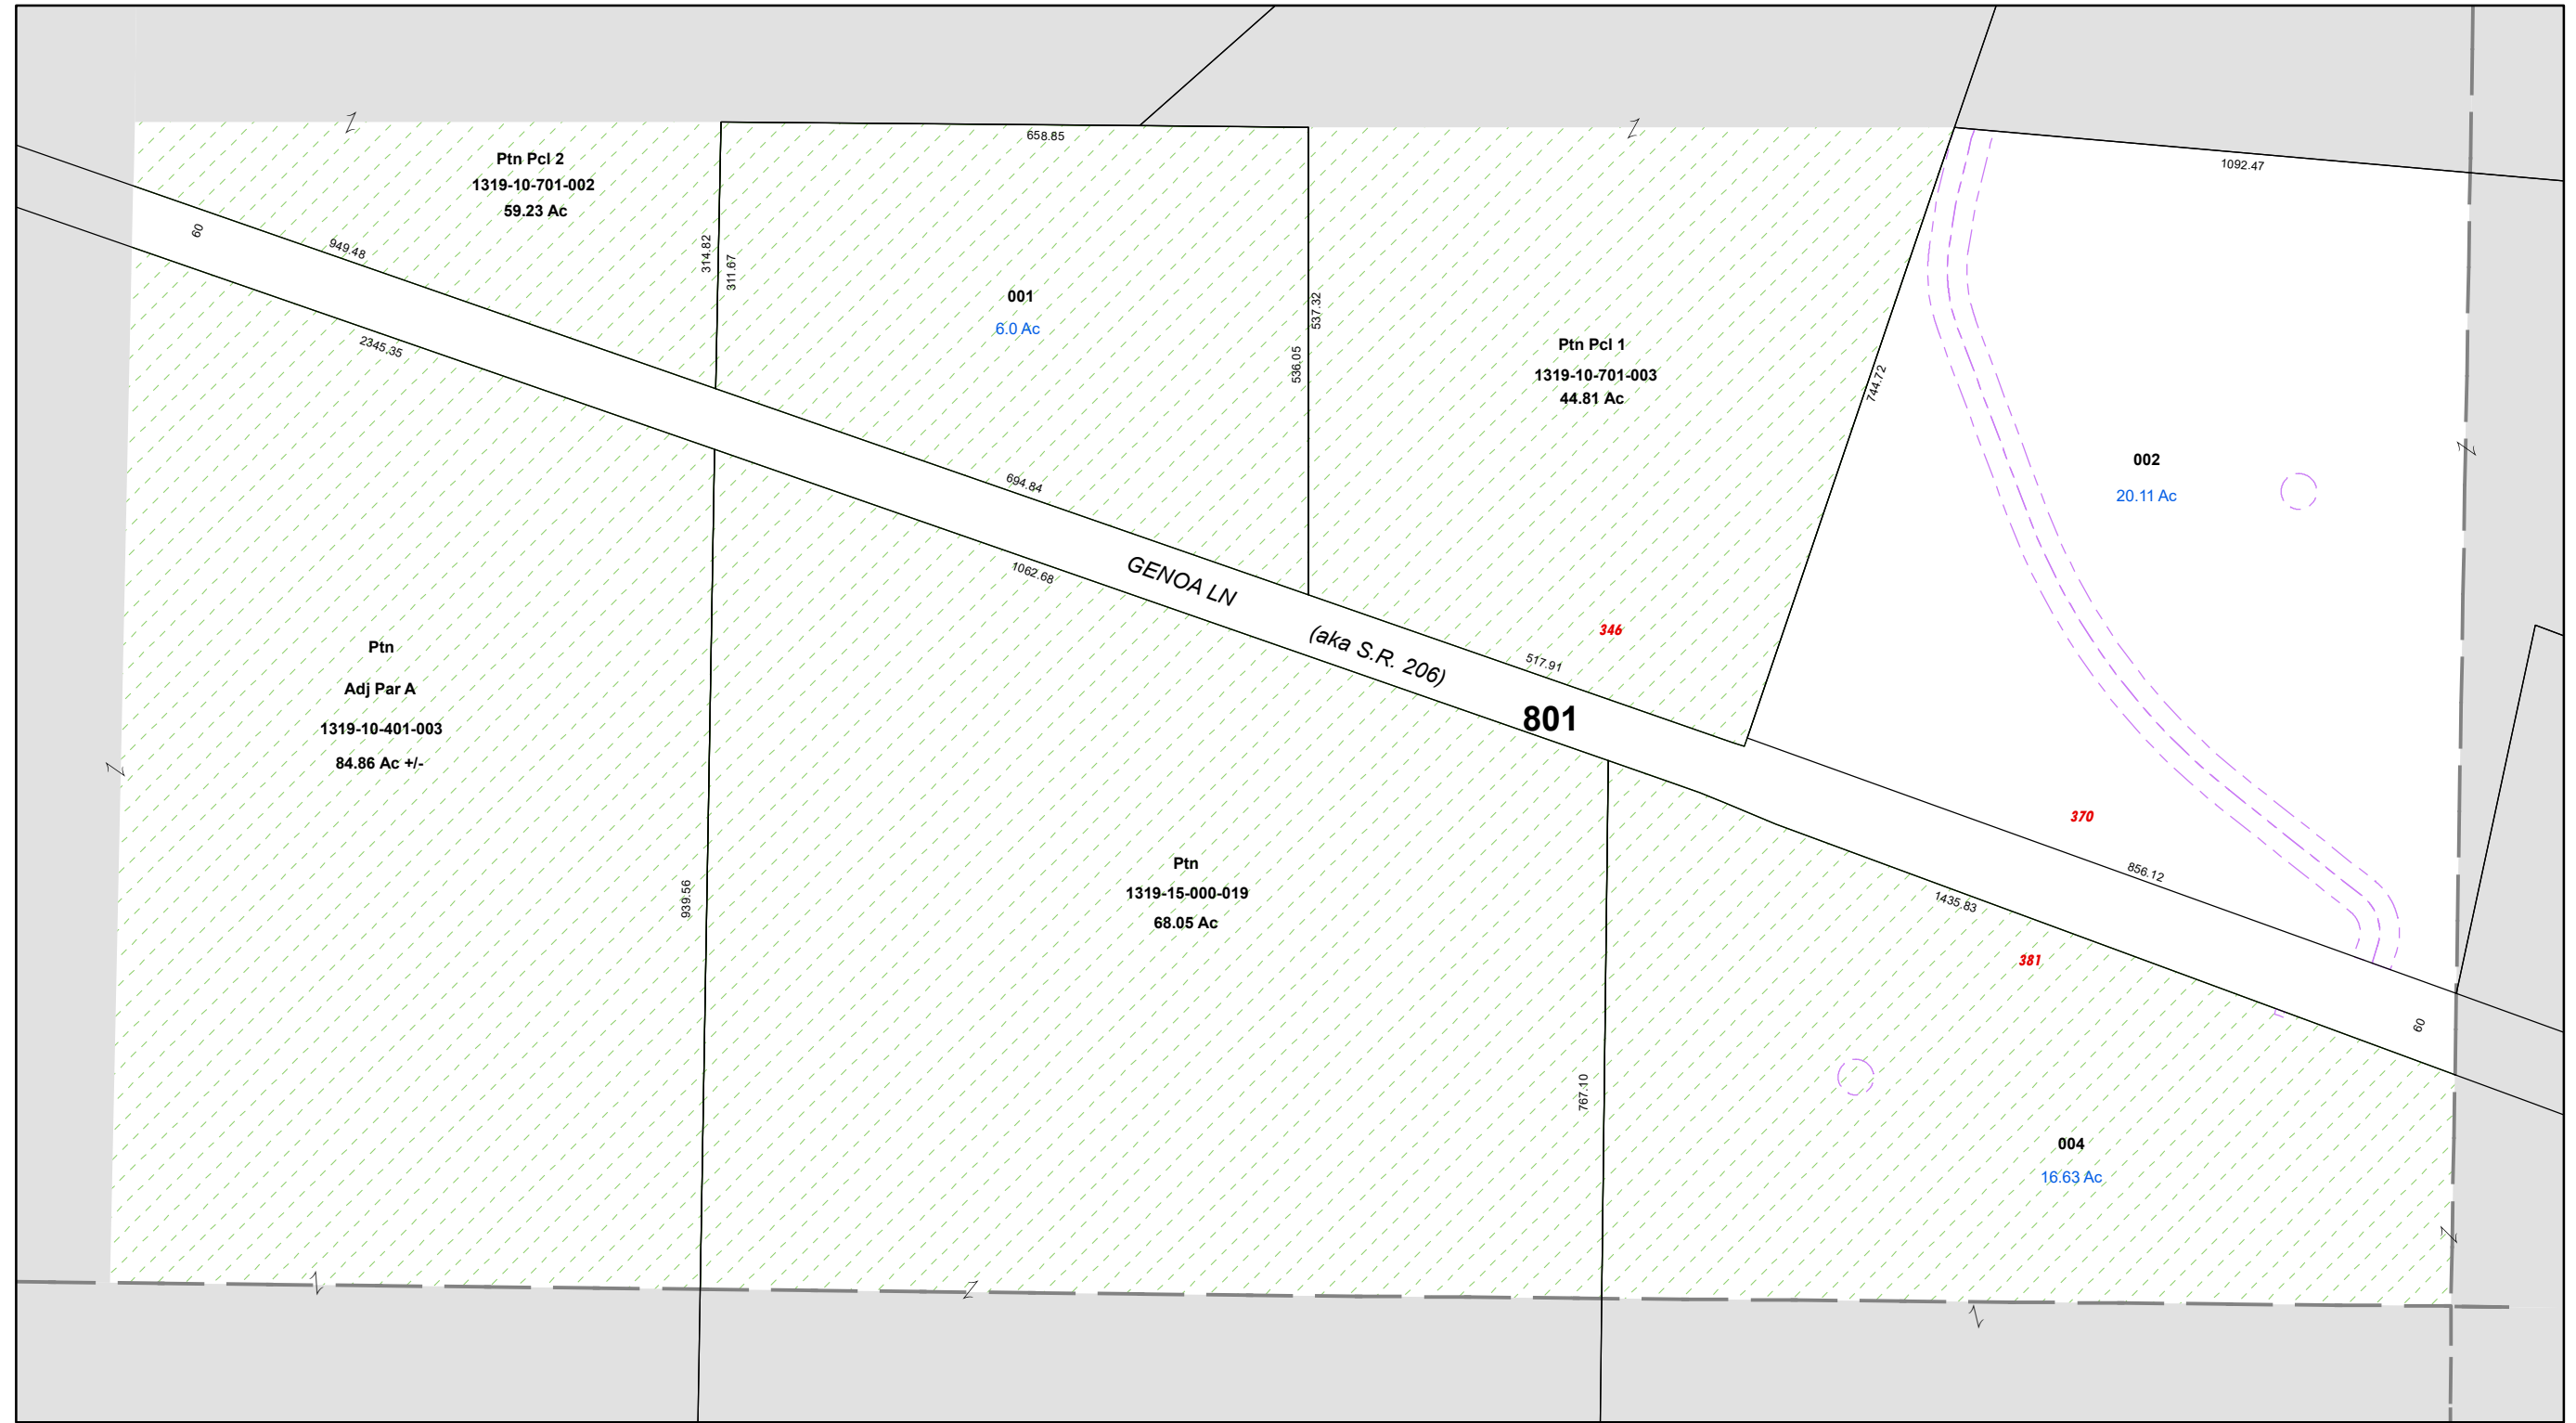 658.85
1092.47
Ptn Pcl 2
1319-10-701-002
59.23 Ac
60
949.48
314.82
311.67
001
6.0 Ac
537.32
536.05
2345.35
Ptn Pcl 1
1319-10-701-003
44.81 Ac
744.72
002
20.11 Ac
694.84
1062.68
GENOA LN
(aka S.R. 206)
346
517.91
801
Ptn
Adj Par A
1319-10-401-003
84.86 Ac +/-
370
856.12
1435.83
Ptn
1319-15-000-019
68.05 Ac
939.56
381
60
767.10
004
16.63 Ac